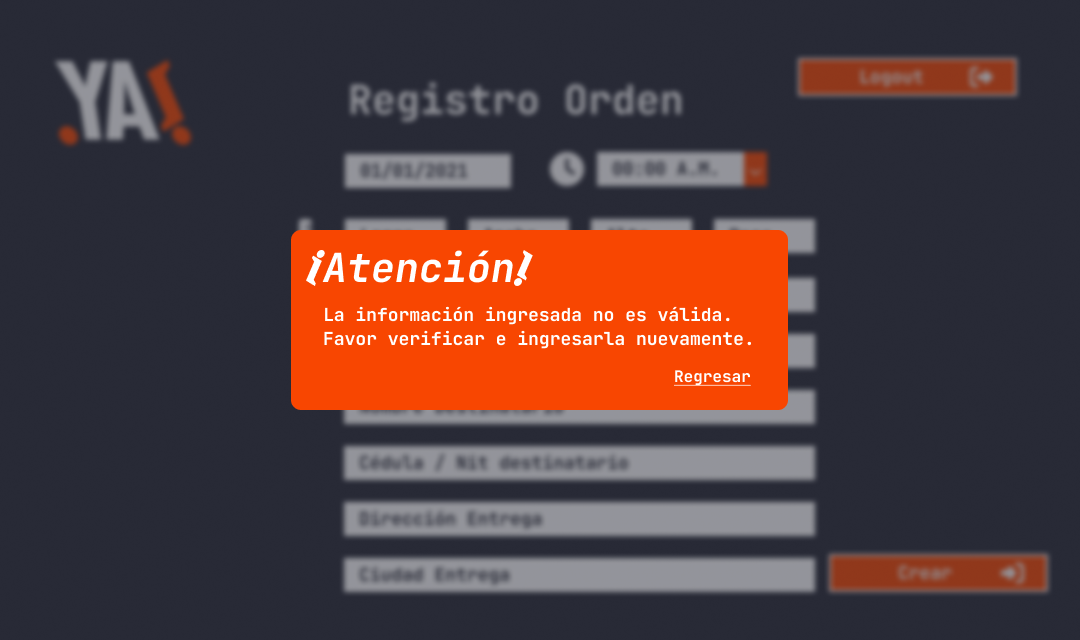 YA!
Registro Orden
Logout
01/01/2021
00:00 A.M.
¡Atención!
La información ingresada no es válida.
Favor verificar e ingresarla nuevamente.
Regresar
Cédula / Nit destinatario
Dirección Entrega
Ciudad Entrega
Crear